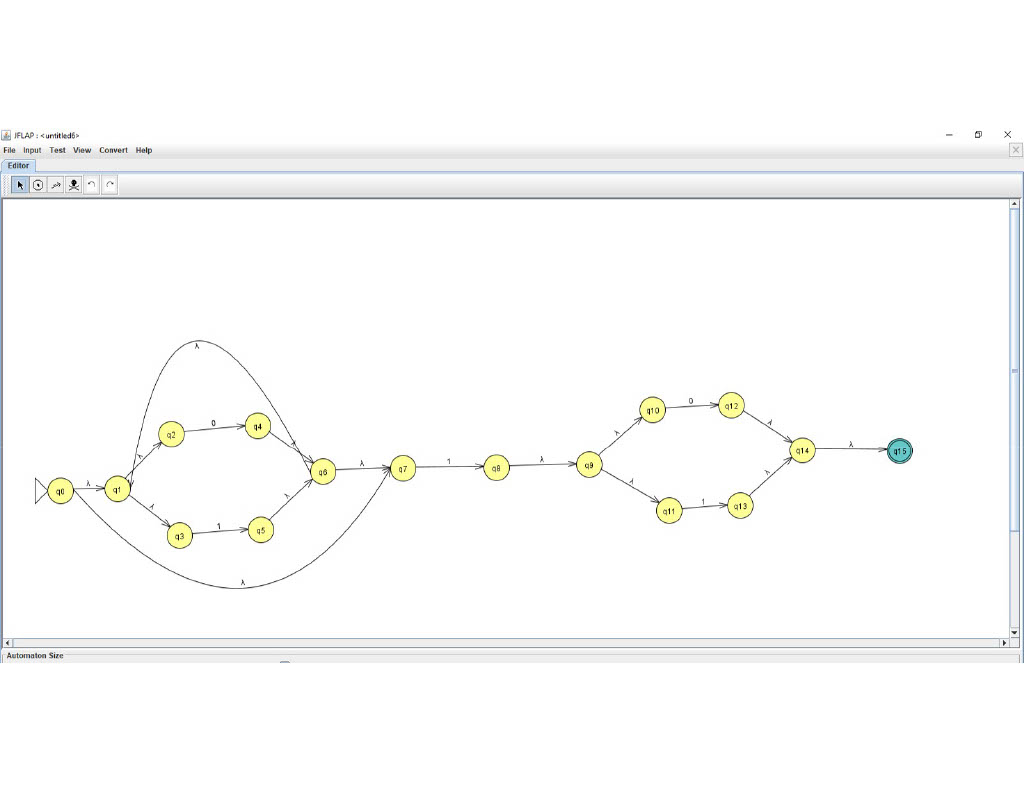 JFLAP : <untitled6>
File Input Test View Convert Help
Editor
λ
q10 0 q12
q2 0 q4
λ λ
λ λ
q14 λ q15
q6 λ q7 1 q8 λ q9
q0 λ q1
λ λ
λ λ
q11 1 q13
q3 1 q5
λ
Automaton Size